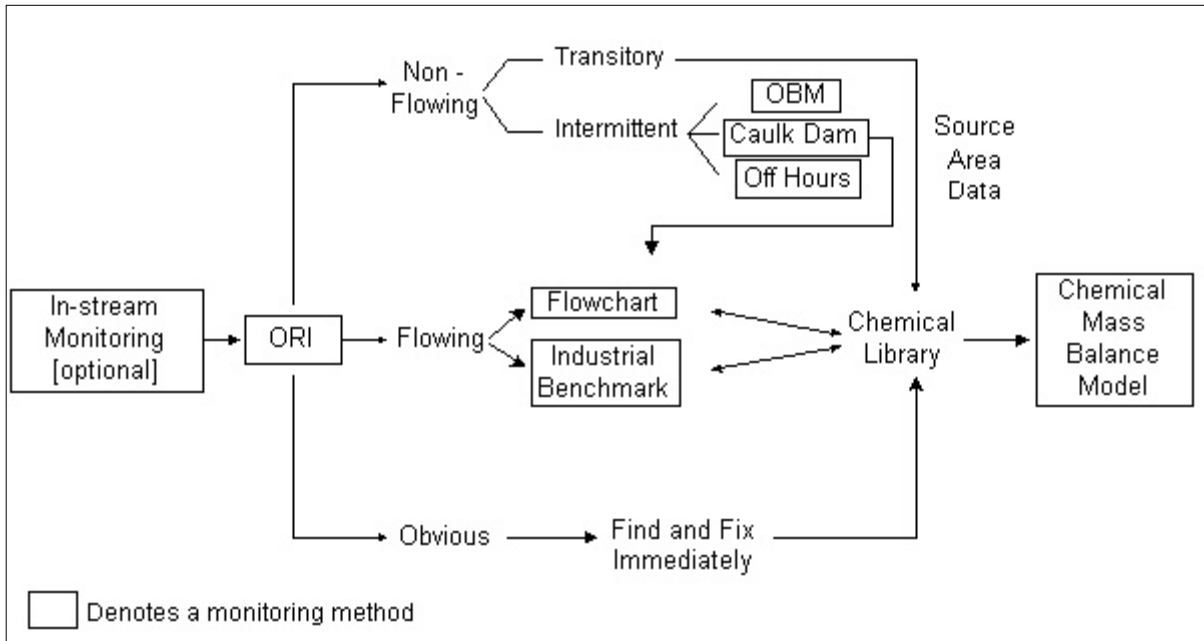 Non -
Flowing
Transitory
Intermittent
OBM
Caulk Dam
Off Hours
Source
Area
Data
In-stream
Monitoring
[optional]
ORI
Flowing
Flowchart
Industrial
Benchmark
Chemical
Library
Chemical
Mass
Balance
Model
Obvious
Find and Fix
Immediately
Denotes a monitoring method